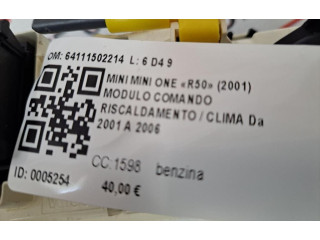 OM: 64111502214 L: 6 D4 9
MINI MINI ONE «R50» (2001)
MODULO COMANDO
RISCALDAMENTO / CLIMA Da
2001 A 2006
CC:1598 benzina
ID: 0005254
40,00 €